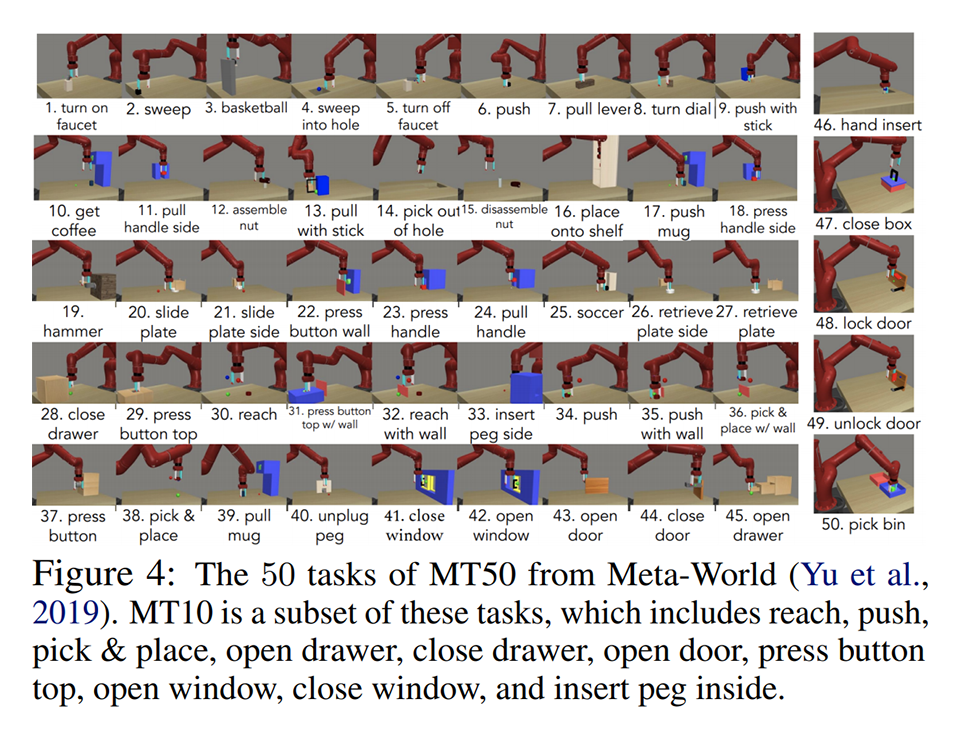 1. turn on faucet
2. sweep
3. basketball
4. sweep into hole
5. turn off faucet
6. push
7. pull lever
8. turn dial
9. push with stick
46. hand insert
10. get coffee
11. pull handle side
12. assemble nut
13. pull with stick
14. pick out of hole
15. disassemble nut
16. place onto shelf
17. push mug
18. press handle side
47. close box
19. hammer
20. slide plate
21. slide plate side
22. press button wall
23. press handle
24. pull handle
25. soccer
26. retrieve plate side
27. retrieve plate
48. lock door
28. close drawer
29. press button top
30. reach
31. press button top w/ wall
32. reach with wall
33. insert peg side
34. push
35. push with wall
36. pick & place w/ wall
49. unlock door
37. press button
38. pick & place
39. pull mug
40. unplug peg
41. close window
42. open window
43. open door
44. close door
45. open drawer
50. pick bin
Figure 4: The 50 tasks of MT50 from Meta-World (Yu et al.,
2019). MT10 is a subset of these tasks, which includes reach, push,
pick & place, open drawer, close drawer, open door, press button
top, open window, close window, and insert peg inside.